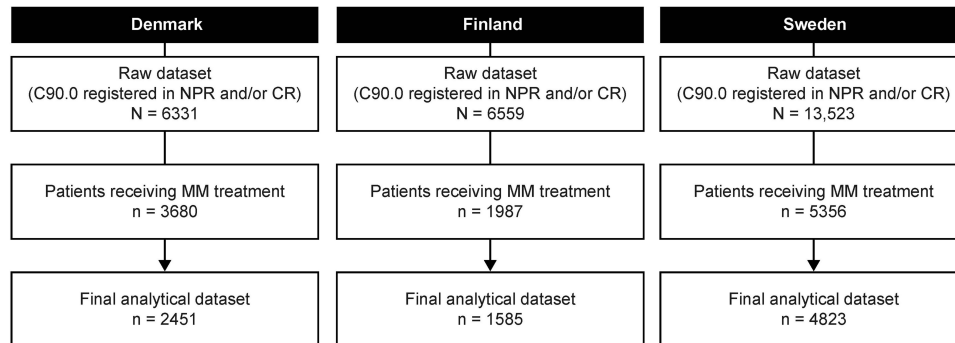 Denmark
Raw dataset
(C90.0 registered in NPR and/or CR)
N = 6331
Patients receiving MM treatment
n = 3680
Final analytical dataset
n = 2451
Finland
Raw dataset
(C90.0 registered in NPR and/or CR)
N = 6559
Patients receiving MM treatment
n = 1987
Final analytical dataset
n = 1585
Sweden
Raw dataset
(C90.0 registered in NPR and/or CR)
N = 13,523
Patients receiving MM treatment
n = 5356
Final analytical dataset
n = 4823